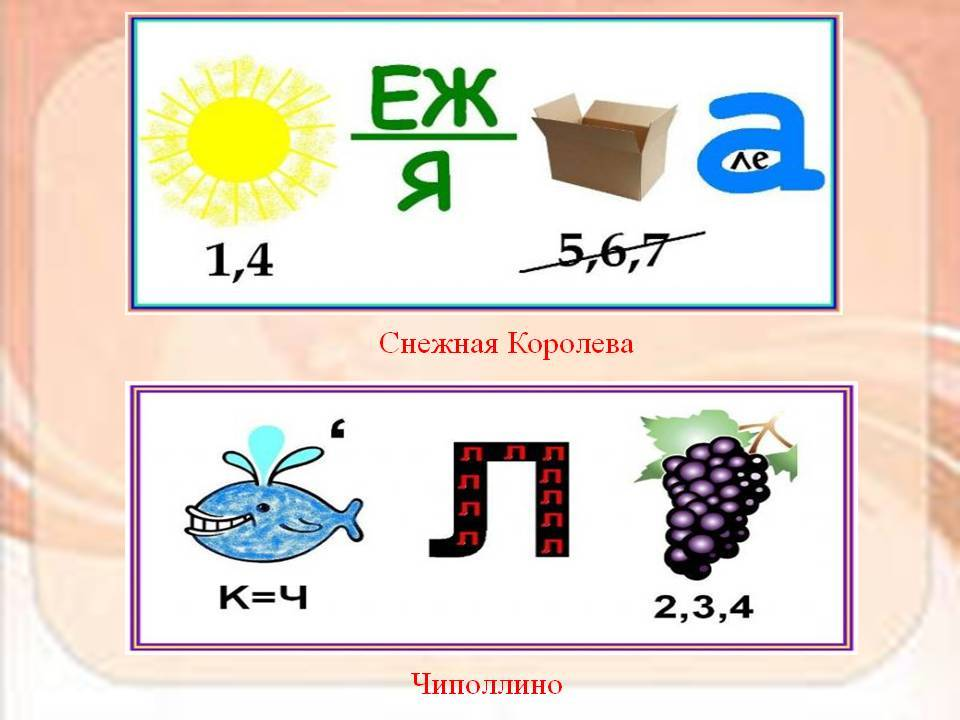 ЕЖ
Я
а
ле
1,4
5,6,7
Снежная Королева
‘
Л
л л л
л л
л л
л
л л
К=Ч
2,3,4
Чиполлино